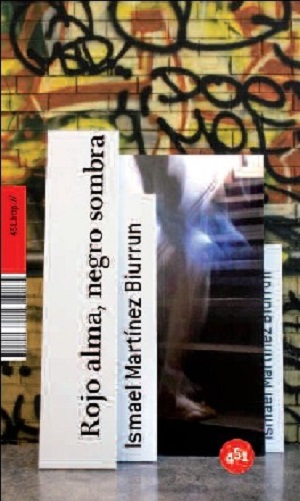 Rojo alma, negro sombra
Ismael Martínez Biurrun
Ismael Martínez Biurrun
451